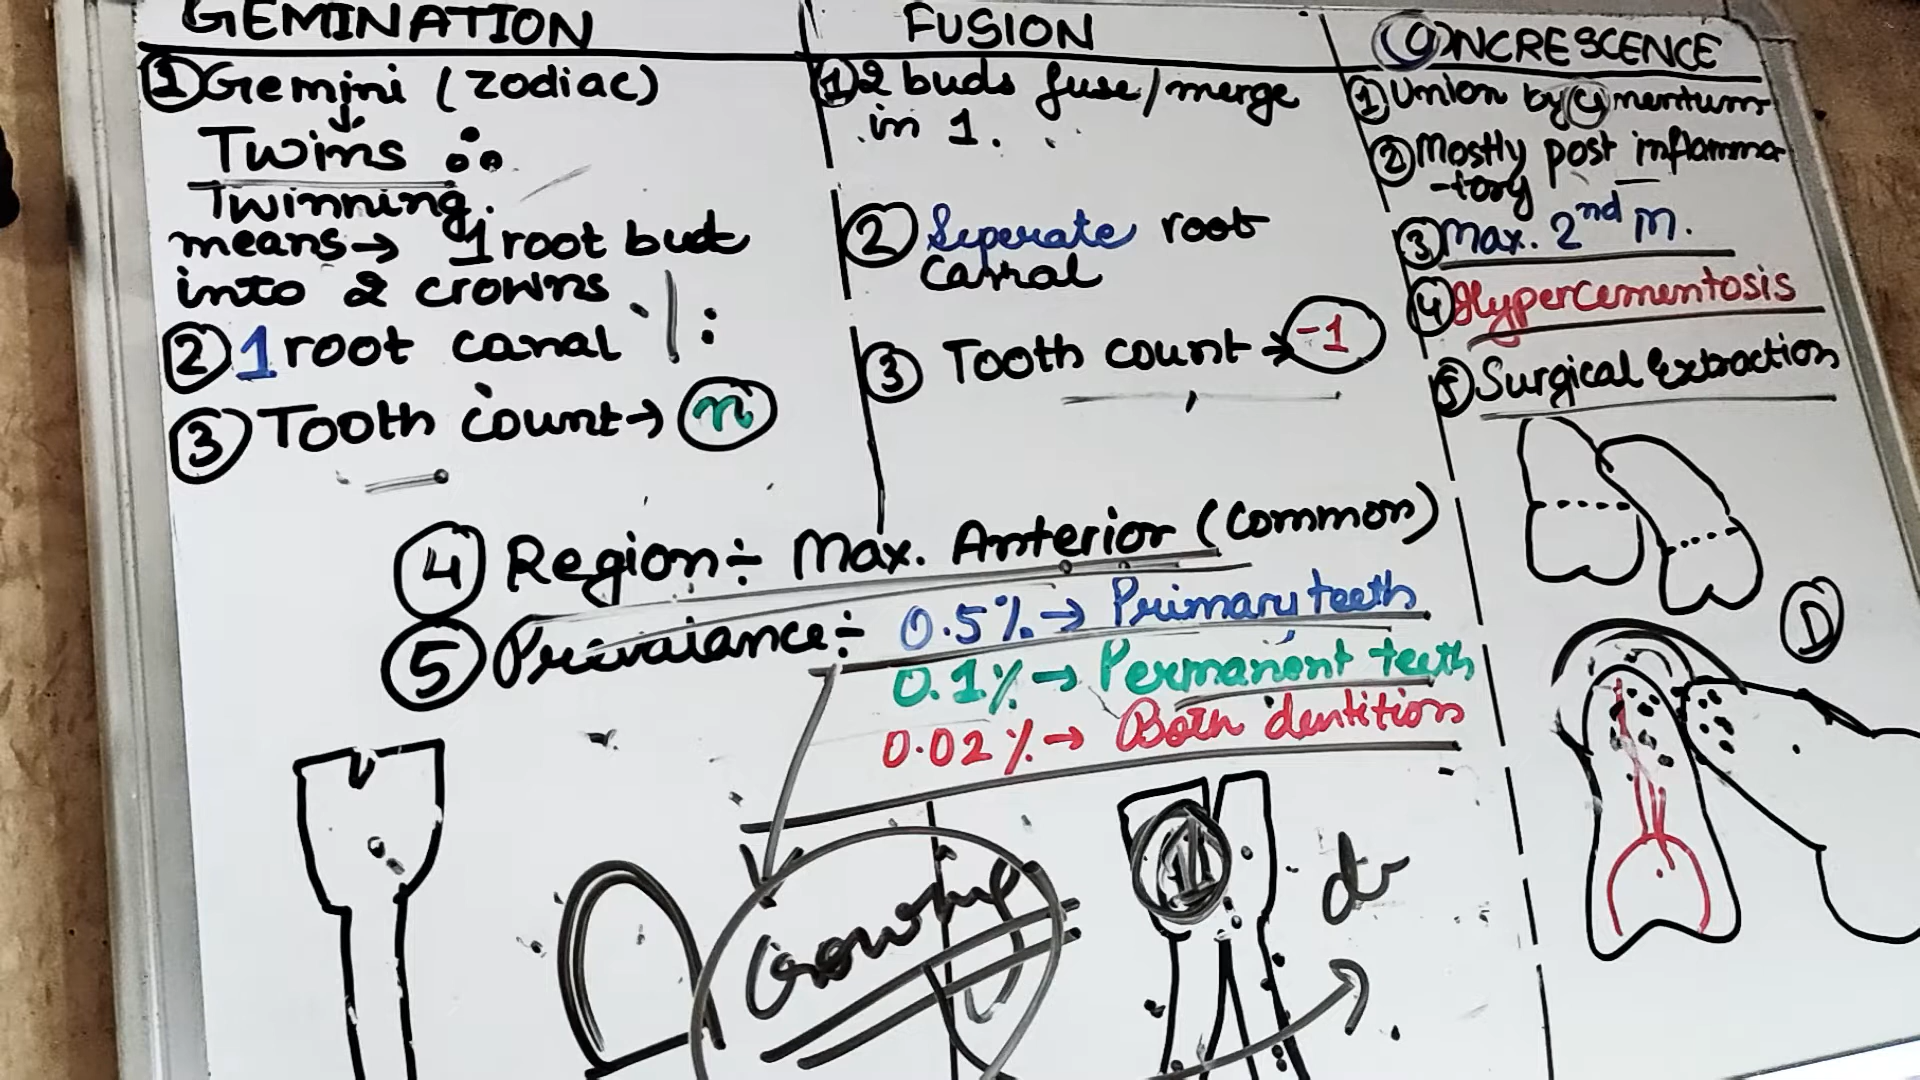 GEMINATION
① Gemini (zodiac)
Twins ∴
Twinning.
means→ 1 root bud
into 2 crowns
② 1 root canal
③ Tooth count→ n
FUSION
① 2 buds fuse/merge
in 1.
② Seperate root
canal
③ Tooth count → -1
CONCRESCENCE
① Union by Cementum
② Mostly post inflamma-
-tory
③ Max. 2nd M.
④ Hypercementosis
⑤ Surgical Extraction
④ Region÷ Max. Anterior (common)
⑤ Prevalance÷ 0.5%→ Primary teeth
0.1%→ Permanent teeth
0.02%→ Both dentition
D